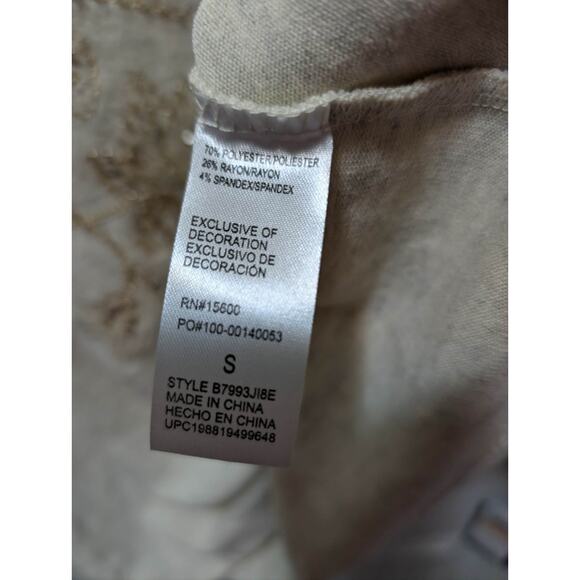 70% POLYESTER/POLIESTER
26% RAYON/RAYON
4% SPANDEX/SPANDEX
EXCLUSIVE OF
DECORATION
EXCLUSIVO DE
DECORACIÓN
RN#15600
PO#100-00140053
S
STYLE B7993JI8E
MADE IN CHINA
HECHO EN CHINA
UPC198819499648